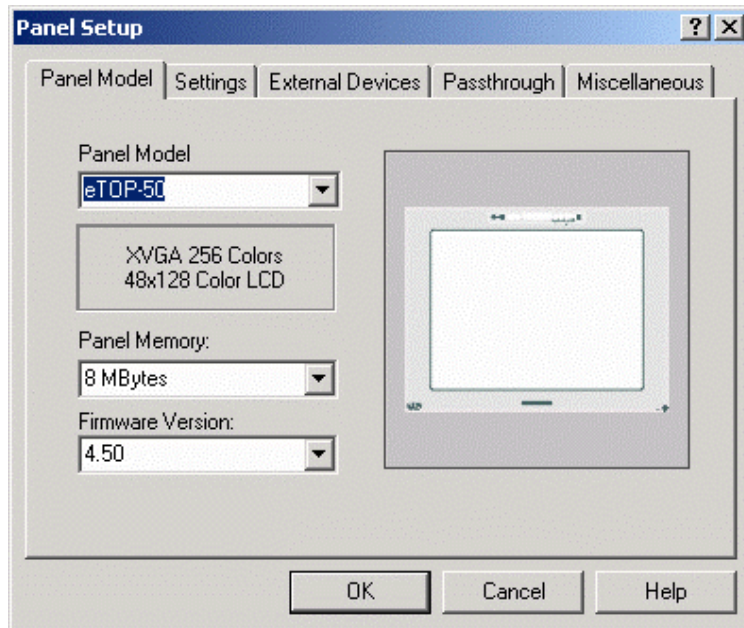 Panel Setup
Panel Model Settings External Devices Passthrough Miscellaneous
Panel Model
eTOP-50
XVGA 256 Colors
48x128 Color LCD
Panel Memory:
8 MBytes
Firmware Version:
4.50
OK Cancel Help